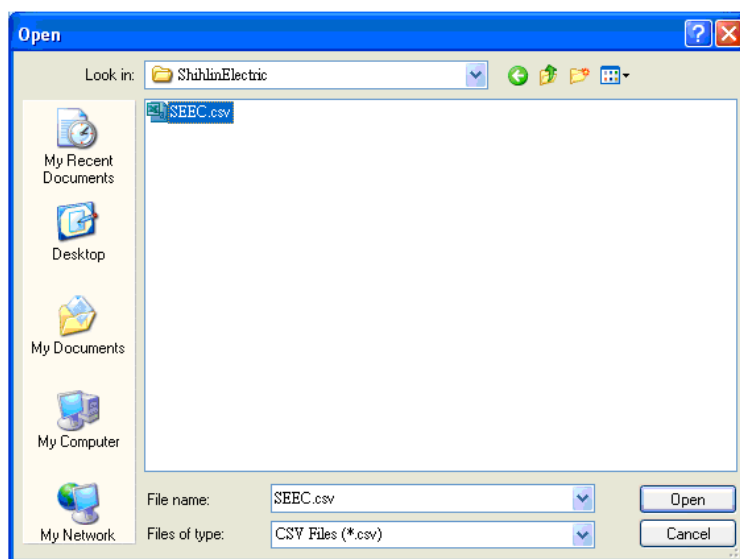 Open
Look in:
ShihlinElectric
SEEC.csv
My Recent
Documents
Desktop
My Documents
My Computer
My Network
File name:
SEEC.csv
Open
Files of type:
CSV Files (*.csv)
Cancel